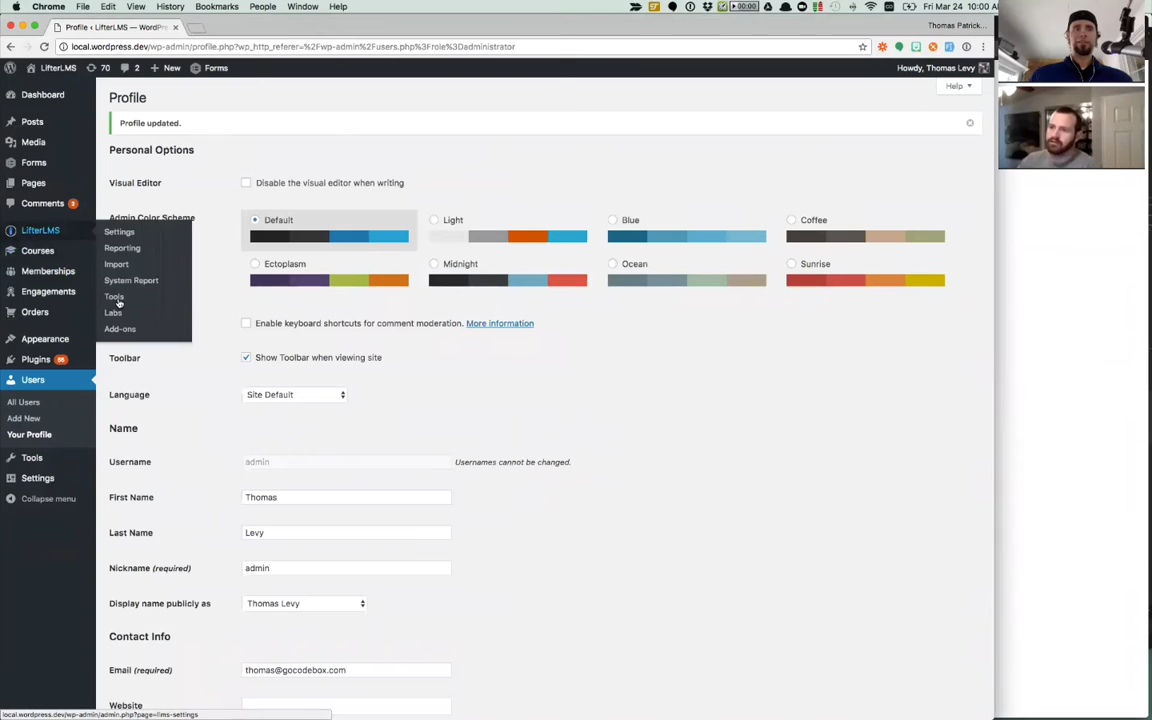 Chrome File Edit View History Bookmarks People Window Help
00:00 Fri Mar 24 10:00 A
Profile ‹ LifterLMS — WordPr
Thomas Patrick...
local.wordpress.dev/wp-admin/profile.php?wp_http_referer=%2Fwp-admin%2Fusers.php%3Frole%3Dadministrator
LifterLMS 70 2 New Forms
Howdy, Thomas Levy
Dashboard
Posts
Media
Forms
Pages
Comments 2
LifterLMS
Courses
Memberships
Engagements
Orders
Appearance
Plugins 55
Users
All Users
Add New
Your Profile
Tools
Settings
Collapse menu
Settings
Reporting
Import
System Report
Tools
Labs
Add-ons
Help
Profile
Profile updated.
Personal Options
Visual Editor
Disable the visual editor when writing
Admin Color Scheme
Default Light Blue Coffee
Ectoplasm Midnight Ocean Sunrise
Enable keyboard shortcuts for comment moderation. More information
Toolbar
Show Toolbar when viewing site
Language
Site Default
Name
Username
admin
Usernames cannot be changed.
First Name
Thomas
Last Name
Levy
Nickname (required)
admin
Display name publicly as
Thomas Levy
Contact Info
Email (required)
thomas@gocodebox.com
Website
local.wordpress.dev/wp-admin/admin.php?page=llms-settings